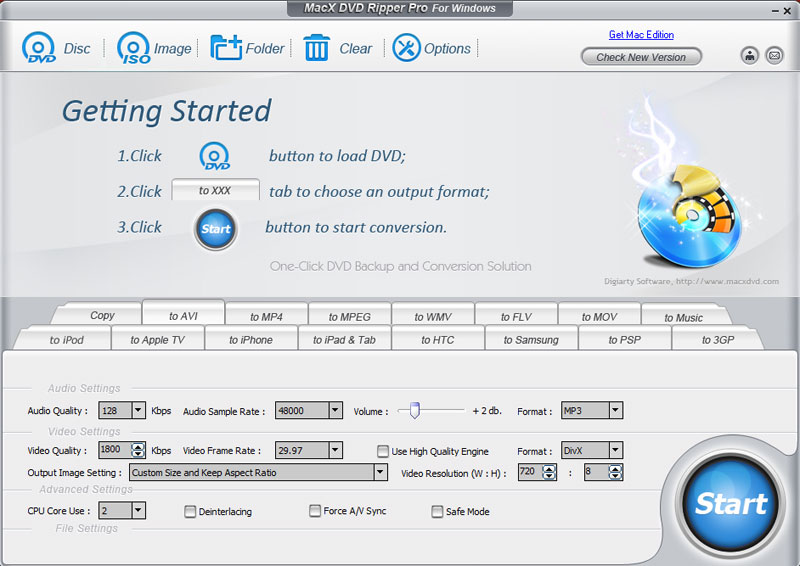 MacX DVD Ripper Pro For Windows
DVD Disc ISO Image Folder Clear Options
Get Mac Edition
Check New Version
Getting Started
1.Click DVD button to load DVD;
2.Click to XXX tab to choose an output format;
3.Click Start button to start conversion.
One-Click DVD Backup and Conversion Solution
Digiarty Software, http://www.macxdvd.com
Copy to AVI to MP4 to MPEG to WMV to FLV to MOV to Music
to iPod to Apple TV to iPhone to iPad & Tab to HTC to Samsung to PSP to 3GP
Audio Settings
Audio Quality : 128 Kbps Audio Sample Rate : 48000 Volume : + 2 db. Format : MP3
Video Settings
Video Quality : 1800 Kbps Video Frame Rate : 29.97 Use High Quality Engine Format : DivX
Output Image Setting : Custom Size and Keep Aspect Ratio Video Resolution (W : H) : 720 : 8
Advanced Settings
CPU Core Use : 2 Deinterlacing Force A/V Sync Safe Mode
File Settings
Start